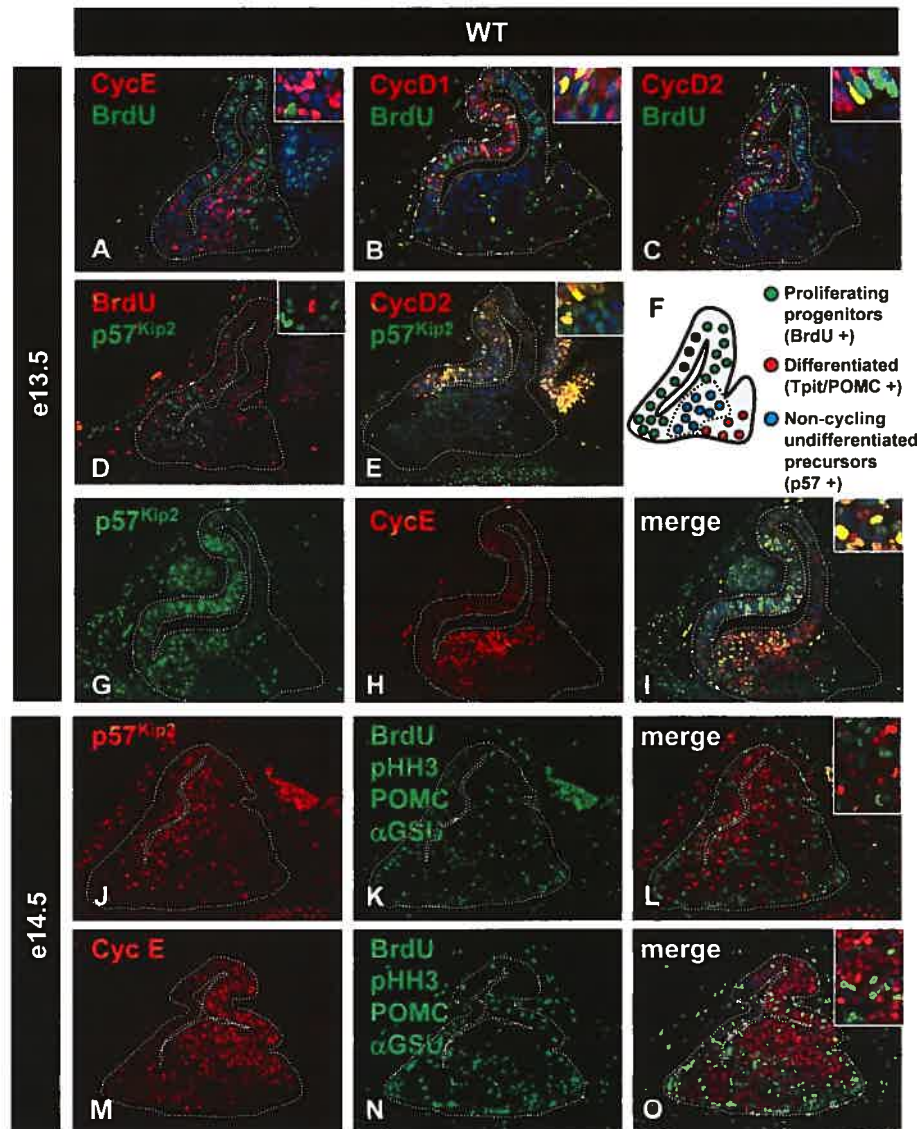 WT
e13.5
CycE
BrdU
A
CycD1
BrdU
B
CycD2
BrdU
C
BrdU
p57Kip2
D
CycD2
p57Kip2
E
F
Proliferating
progenitors
(BrdU +)
Differentiated
(Tpit/POMC +)
Non-cycling
undifferentiated
precursors
(p57 +)
p57Kip2
G
CycE
H
merge
I
e14.5
p57Kip2
J
BrdU
pHH3
POMC
αGSU
K
merge
L
Cyc E
M
BrdU
pHH3
POMC
αGSU
N
merge
O